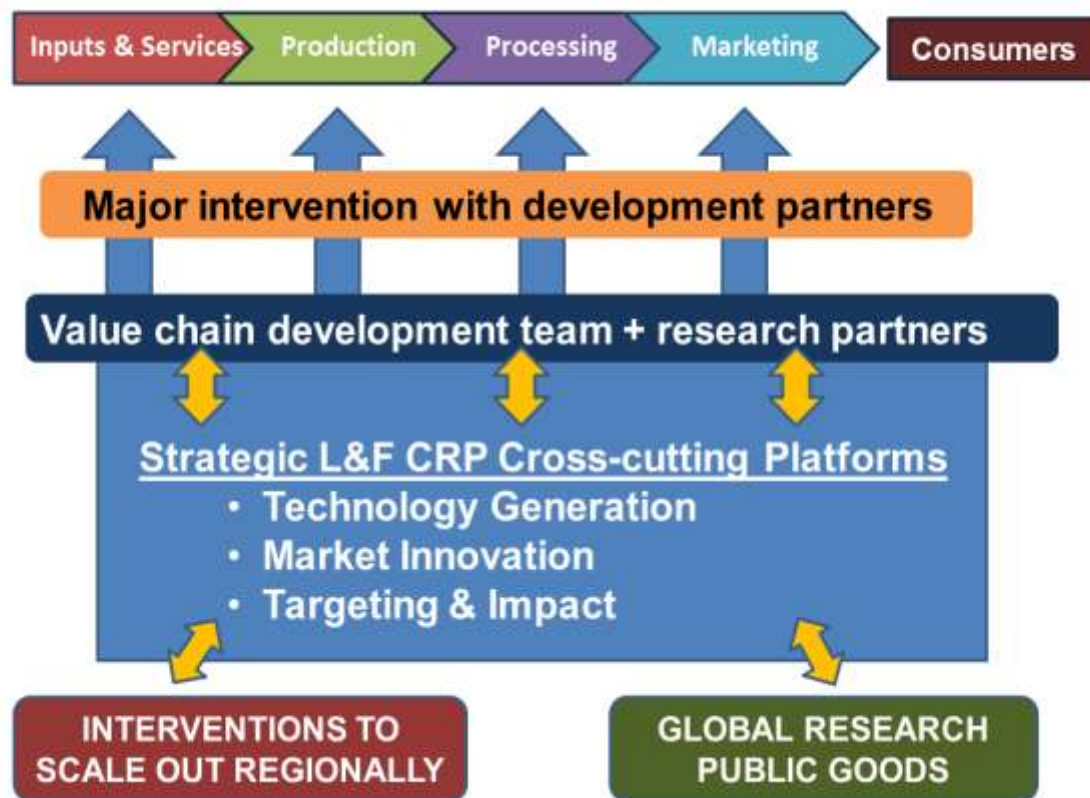 Inputs & Services
Production
Processing
Marketing
Consumers
Major intervention with development partners
Value chain development team + research partners
Strategic L&F CRP Cross-cutting Platforms
• Technology Generation
• Market Innovation
• Targeting & Impact
INTERVENTIONS TO
SCALE OUT REGIONALLY
GLOBAL RESEARCH
PUBLIC GOODS